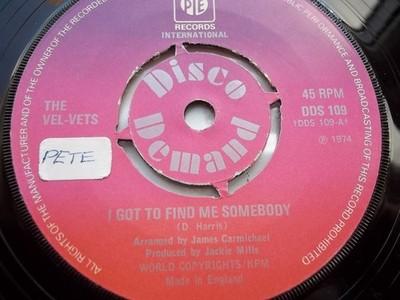 PYE
RECORDS
INTERNATIONAL
ALL RIGHTS OF THE MANUFACTURER AND OF THE OWNER OF THE RECORDED
PUBLIC PERFORMANCE AND BROADCASTING OF THIS RECORD PROHIBITED
Disco
Demand
THE
VEL-VETS
45 RPM
DDS 109
(DDS 109-A)
℗ 1974
PETE
I GOT TO FIND ME SOMEBODY
(D. Harris)
Arranged by James Carmichael
Produced by Jackie Mills
WORLD COPYRIGHTS/KPM
Made in England